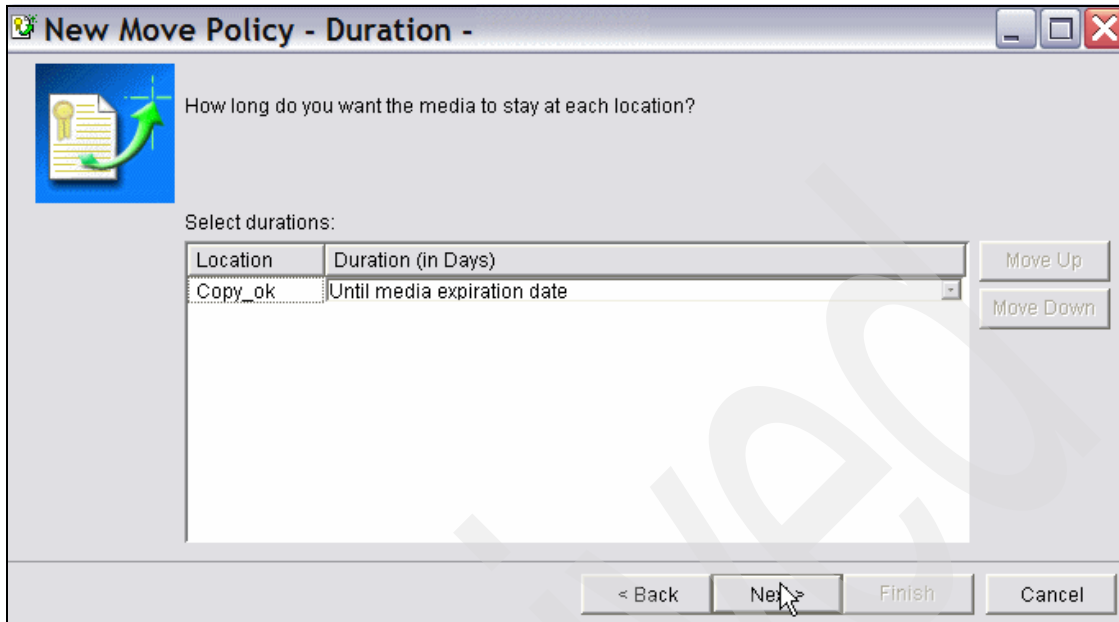 New Move Policy - Duration -
How long do you want the media to stay at each location?
Select durations:
Location Duration (in Days)
Copy_ok Until media expiration date
Move Up
Move Down
< Back Finish Cancel